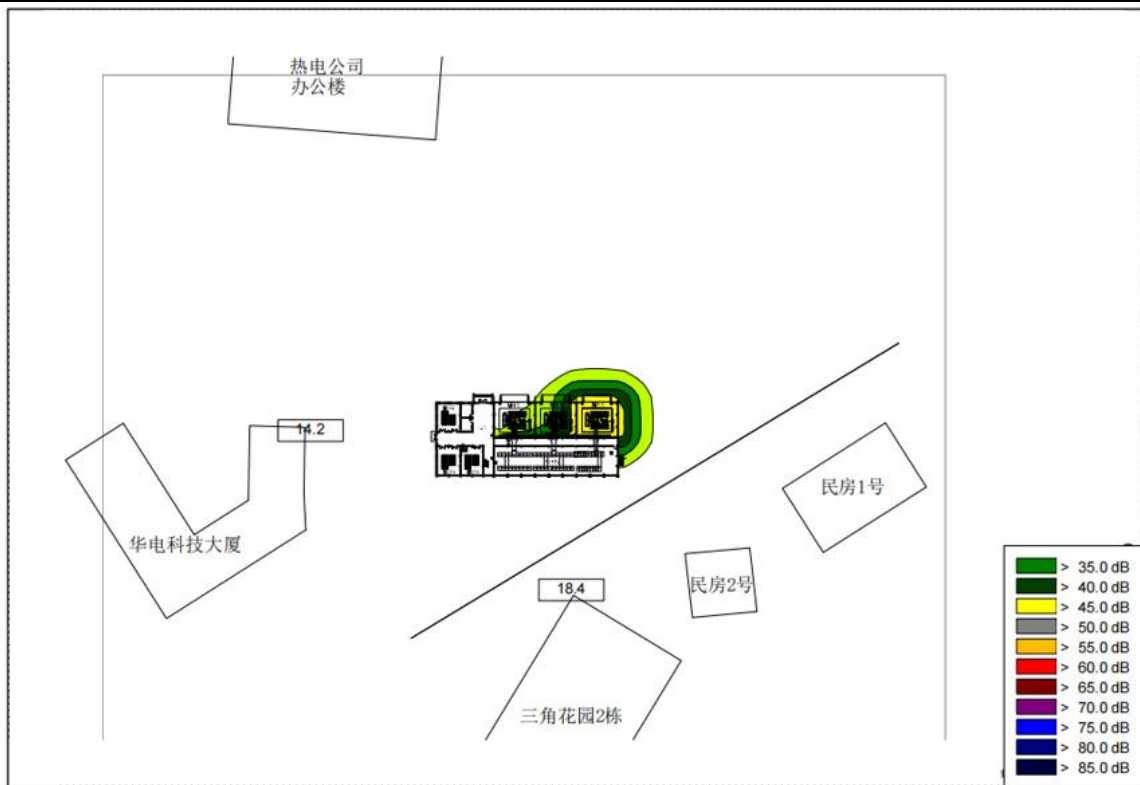 热电公司
办公楼
14.2
民房1号
华电科技大厦
民房2号
18.4
三角花园2栋
> 35.0 dB
> 40.0 dB
> 45.0 dB
> 50.0 dB
> 55.0 dB
> 60.0 dB
> 65.0 dB
> 70.0 dB
> 75.0 dB
> 80.0 dB
> 85.0 dB